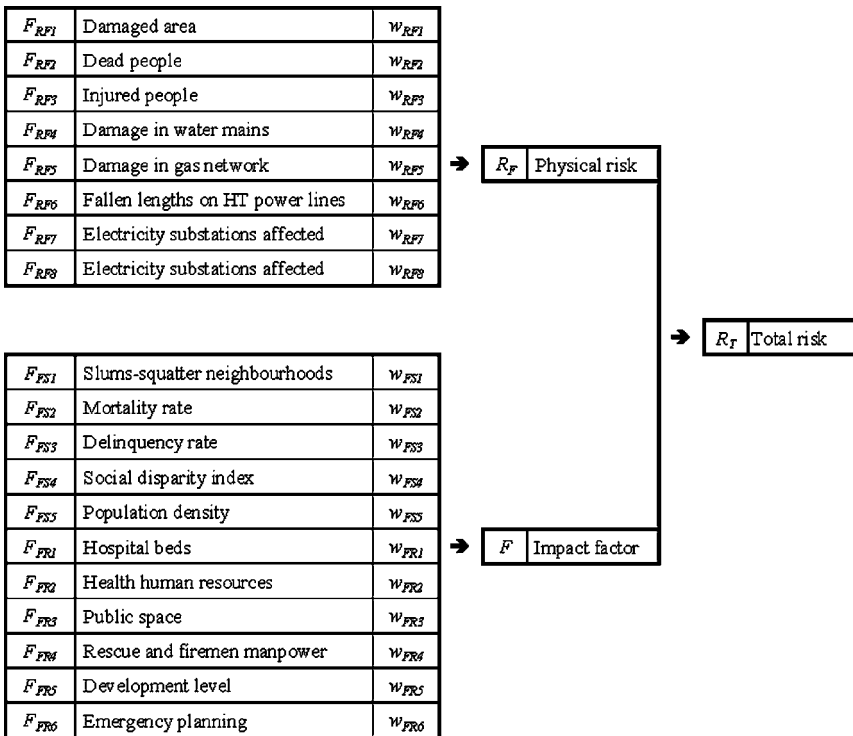 F_RF1 Damaged area w_RF1
F_RF2 Dead people w_RF2
F_RF3 Injured people w_RF3
F_RF4 Damage in water mains w_RF4
F_RF5 Damage in gas network w_RF5
F_RF6 Fallen lengths on HT power lines w_RF6
F_RF7 Electricity substations affected w_RF7
F_RF8 Electricity substations affected w_RF8
➔ R_F Physical risk
F_FS1 Slums-squatter neighbourhoods w_FS1
F_FS2 Mortality rate w_FS2
F_FS3 Delinquency rate w_FS3
F_FS4 Social disparity index w_FS4
F_FS5 Population density w_FS5
F_FR1 Hospital beds w_FR1
F_FR2 Health human resources w_FR2
F_FR3 Public space w_FR3
F_FR4 Rescue and firemen manpower w_FR4
F_FR5 Development level w_FR5
F_FR6 Emergency planning w_FR6
➔ F Impact factor
➔ R_T Total risk